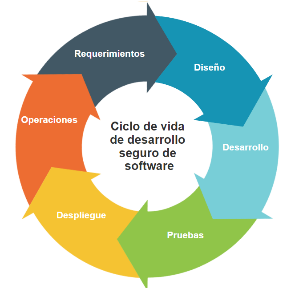 Requerimientos
Diseño
Desarrollo
Pruebas
Despliegue
Operaciones
Ciclo de vida
de desarrollo
seguro de
software